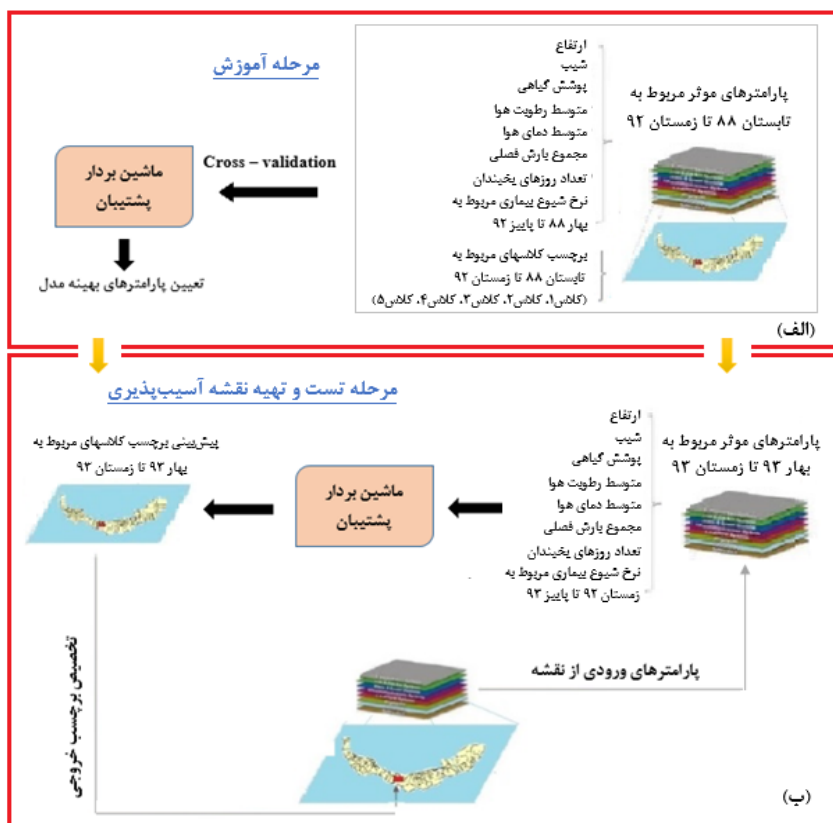 مرحله آموزش
پارامترهای موثر مربوط به
تابستان ۸۸ تا زمستان ۹۲
ارتفاع
شیب
پوشش گیاهی
متوسط رطوبت هوا
متوسط دمای هوا
مجموع بارش فصلی
تعداد روزهای یخبندان
نرخ شیوع بیماری مربوط به
بهار ۸۸ تا پاییز ۹۲
برچسب کلاسهای مربوط به
تابستان ۸۸ تا زمستان ۹۲
(کلاس۱، کلاس۲، کلاس۳، کلاس۴، کلاس۵)
Cross – validation
ماشین بردار
پشتیبان
تعیین پارامترهای بهینه مدل
(الف)
مرحله تست و تهیه نقشه آسیب‌پذیری
پارامترهای موثر مربوط به
بهار ۹۳ تا زمستان ۹۳
ارتفاع
شیب
پوشش گیاهی
متوسط رطوبت هوا
متوسط دمای هوا
مجموع بارش فصلی
تعداد روزهای یخبندان
نرخ شیوع بیماری مربوط به
زمستان ۹۲ تا پاییز ۹۳
ماشین بردار
پشتیبان
پیش‌بینی برچسب کلاسهای مربوط به
بهار ۹۳ تا زمستان ۹۳
پارامترهای ورودی از نقشه
تخصیص برچسب خروجی
(ب)